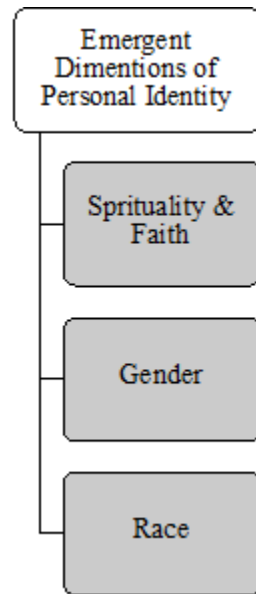 Emergent
Dimentions of
Personal Identity
Sprituality &
Faith
Gender
Race